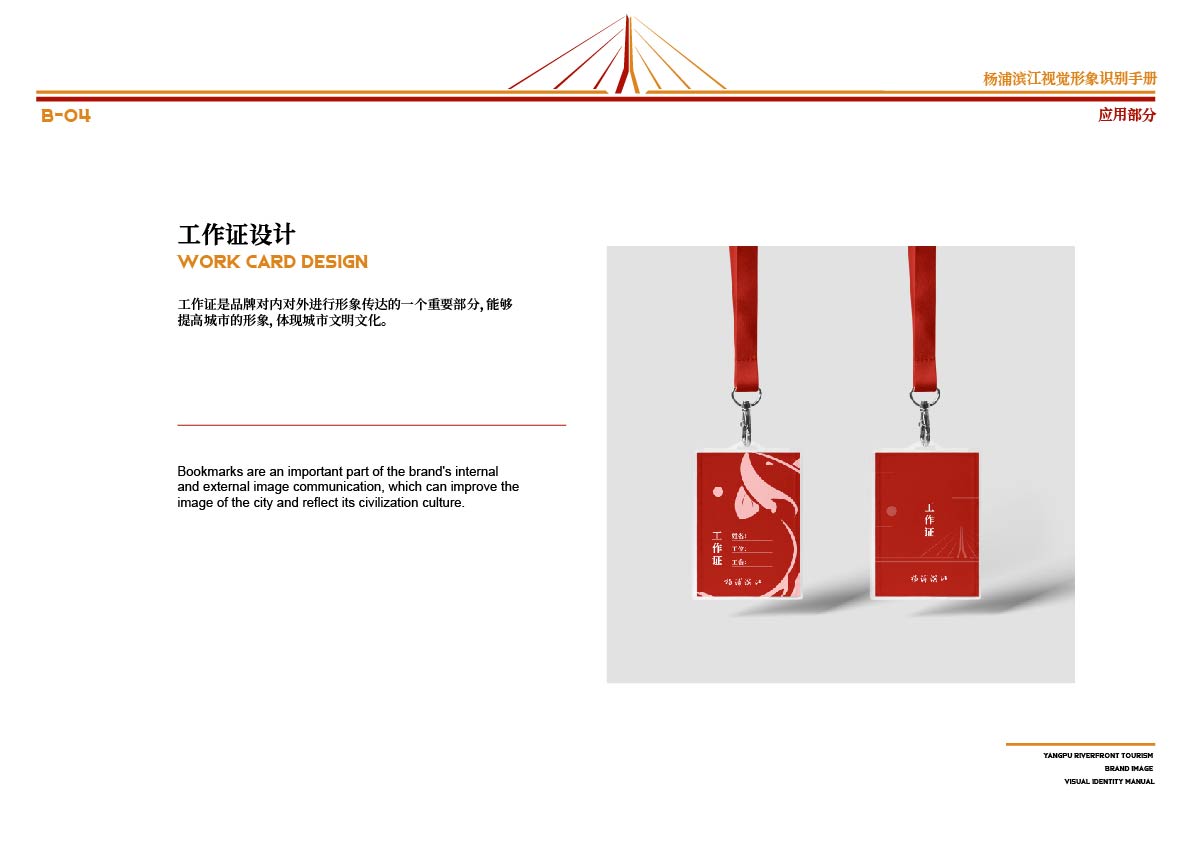 杨浦滨江视觉形象识别手册
B-04
应用部分
工作证设计
WORK CARD DESIGN
工作证是品牌对内对外进行形象传达的一个重要部分, 能够
提高城市的形象, 体现城市文明文化。
Bookmarks are an important part of the brand's internal
and external image communication, which can improve the
image of the city and reflect its civilization culture.
工作证
姓名:
杨浦滨江
工作证
杨浦滨江
YANGPU RIVERFRONT TOURISM
BRAND IMAGE
VISUAL IDENTITY MANUAL